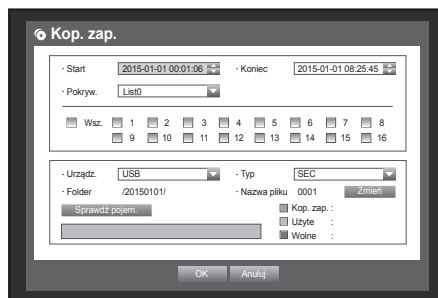 Kop. zap.
· Start 2015-01-01 00:01:06 · Koniec 2015-01-01 08:25:45
· Pokryw. List0
Wsz. 1 2 3 4 5 6 7 8
9 10 11 12 13 14 15 16
· Urządz. USB · Typ SEC
· Folder /20150101/ · Nazwa pliku 0001 Zmień
Sprawdź pojem. Kop. zap. :
Użyte :
Wolne :
OK Anuluj